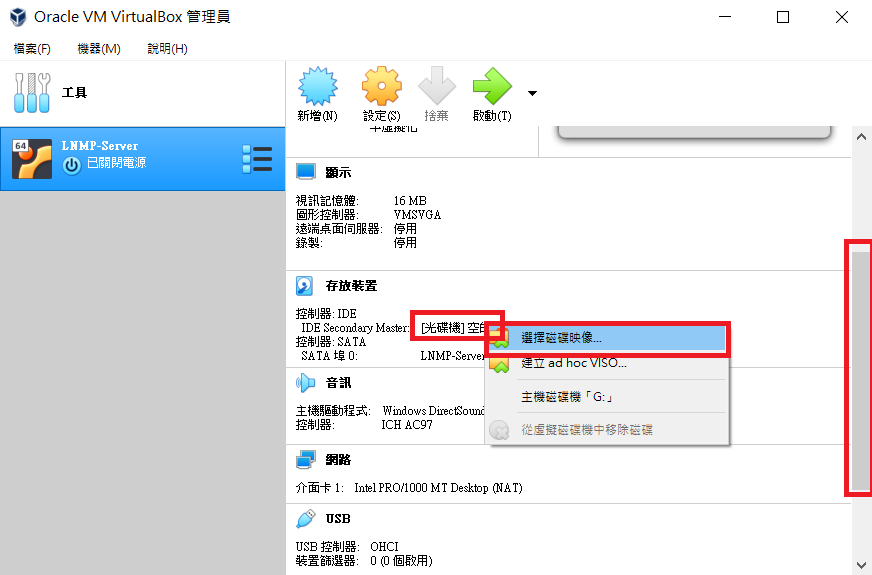 Oracle VM VirtualBox 管理員
檔案(F) 機器(M) 說明(H)
工具
新增(N) 設定(S) 捨棄 啟動(T)
64
LNMP-Server
已關閉電源
半虛擬化
顯示
視訊記憶體: 16 MB
圖形控制器: VMSVGA
遠端桌面伺服器: 停用
錄製: 停用
存放裝置
控制器: IDE
IDE Secondary Master: [光碟機] 空的
控制器: SATA
SATA 埠 0: LNMP-Server
選擇磁碟映像...
建立 ad hoc VISO...
主機磁碟機「G:」
從虛擬磁碟機中移除磁碟
音訊
主機驅動程式: Windows DirectSound
控制器: ICH AC97
網路
介面卡 1: Intel PRO/1000 MT Desktop (NAT)
USB
USB 控制器: OHCI
裝置篩選器: 0 (0 個啟用)